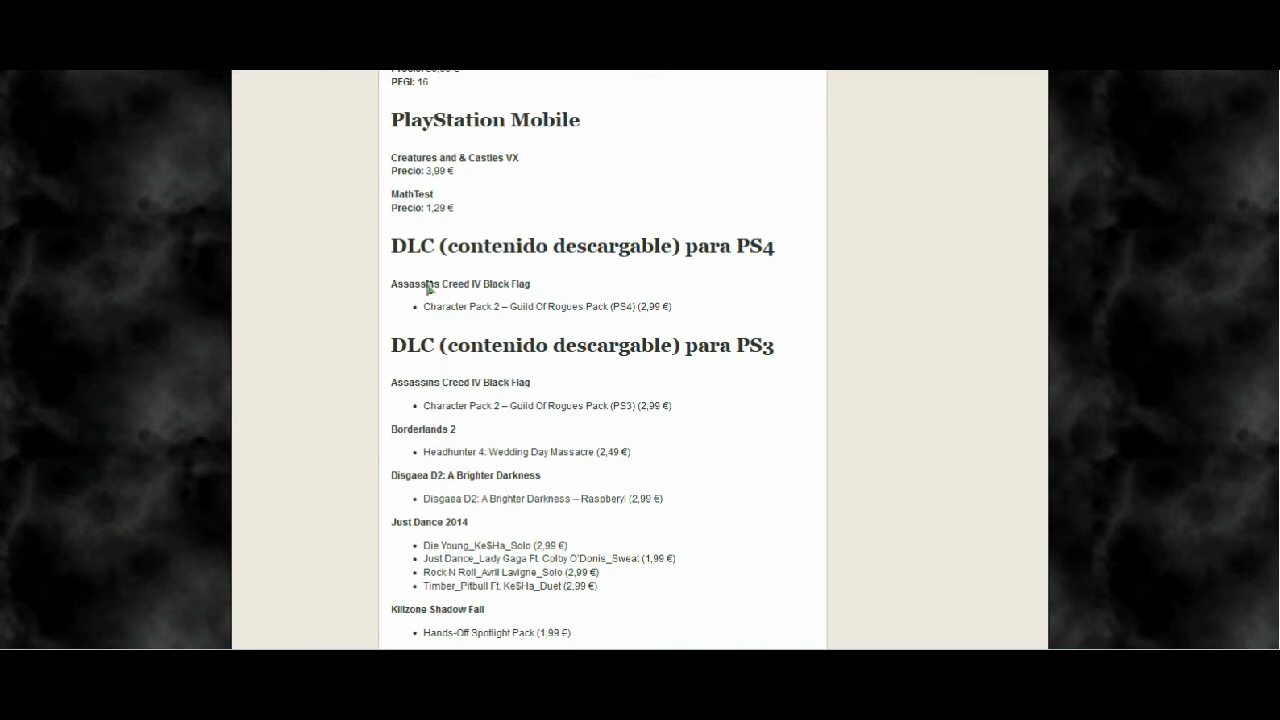 PEGI: 16
PlayStation Mobile
Creatures and & Castles VX
Precio: 3,99 €
MathTest
Precio: 1,29 €
DLC (contenido descargable) para PS4
Assassins Creed IV Black Flag
• Character Pack 2 – Guild Of Rogues Pack (PS4) (2,99 €)
DLC (contenido descargable) para PS3
Assassins Creed IV Black Flag
• Character Pack 2 – Guild Of Rogues Pack (PS3) (2,99 €)
Borderlands 2
• Headhunter 4: Wedding Day Massacre (2,49 €)
Disgaea D2: A Brighter Darkness
• Disgaea D2: A Brighter Darkness – Raspberyl (2,99 €)
Just Dance 2014
• Die Young_Ke$Ha_Solo (2,99 €)
• Just Dance_Lady Gaga Ft. Colby O'Donis_Sweat (1,99 €)
• Rock N Roll_Avril Lavigne_Solo (2,99 €)
• Timber_Pitbull Ft. Ke$Ha_Duet (2,99 €)
Killzone Shadow Fall
• Hands-Off Spotlight Pack (1,99 €)